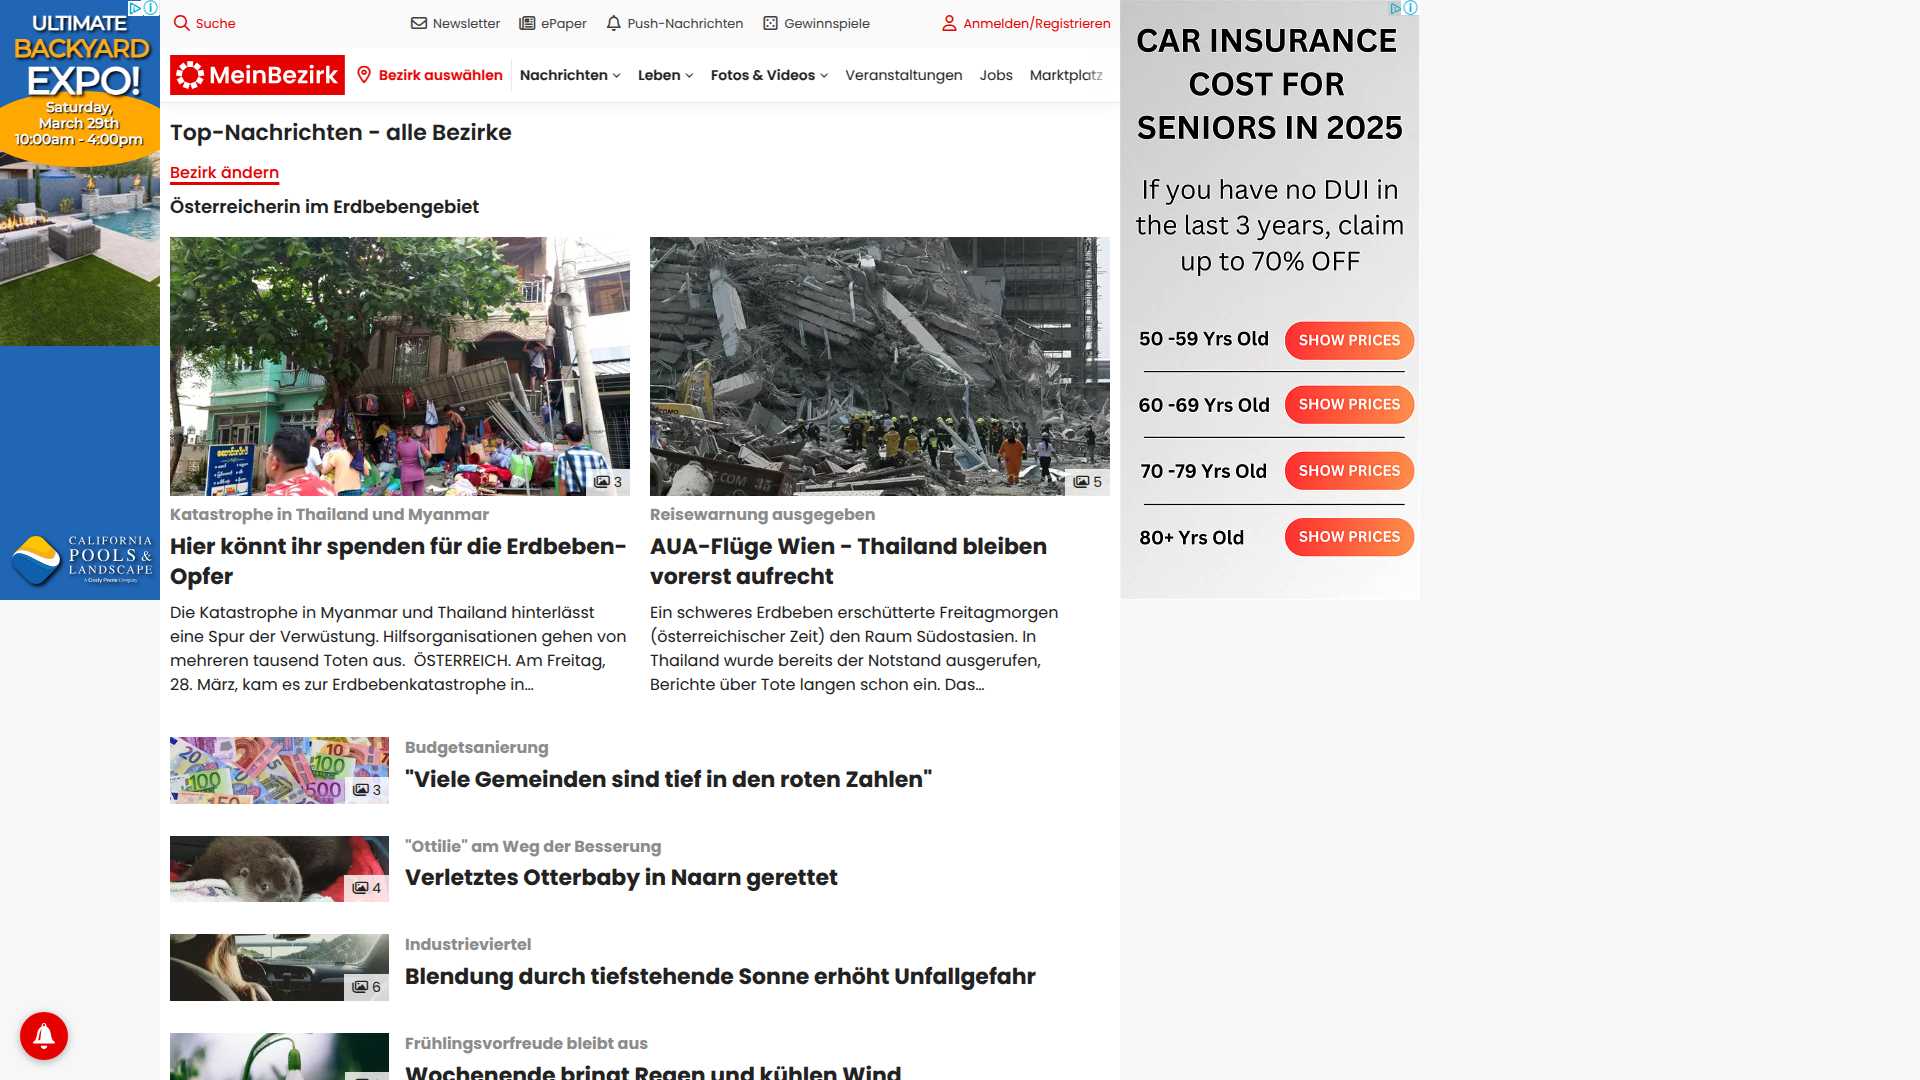 ULTIMATE
BACKYARD
EXPO!
Saturday,
March 29th
10:00am - 4:00pm
CALIFORNIA
POOLS &
LANDSCAPE
Suche
Newsletter
ePaper
Push-Nachrichten
Gewinnspiele
Anmelden/Registrieren
MeinBezirk
Bezirk auswählen
Nachrichten
Leben
Fotos & Videos
Veranstaltungen
Jobs
Marktplatz
Top-Nachrichten - alle Bezirke
Bezirk ändern
Österreicherin im Erdbebengebiet
3
Katastrophe in Thailand und Myanmar
Hier könnt ihr spenden für die Erdbeben-
Opfer
Die Katastrophe in Myanmar und Thailand hinterlässt
eine Spur der Verwüstung. Hilfsorganisationen gehen von
mehreren tausend Toten aus.  ÖSTERREICH. Am Freitag,
28. März, kam es zur Erdbebenkatastrophe in...
5
Reisewarnung ausgegeben
AUA-Flüge Wien - Thailand bleiben
vorerst aufrecht
Ein schweres Erdbeben erschütterte Freitagmorgen
(österreichischer Zeit) den Raum Südostasien. In
Thailand wurde bereits der Notstand ausgerufen,
Berichte über Tote langen schon ein. Das...
3
Budgetsanierung
"Viele Gemeinden sind tief in den roten Zahlen"
4
"Ottilie" am Weg der Besserung
Verletztes Otterbaby in Naarn gerettet
6
Industrieviertel
Blendung durch tiefstehende Sonne erhöht Unfallgefahr
Frühlingsvorfreude bleibt aus
Wochenende bringt Regen und kühlen Wind
CAR INSURANCE
COST FOR
SENIORS IN 2025
If you have no DUI in
the last 3 years, claim
up to 70% OFF
50 -59 Yrs Old SHOW PRICES
60 -69 Yrs Old SHOW PRICES
70 -79 Yrs Old SHOW PRICES
80+ Yrs Old SHOW PRICES